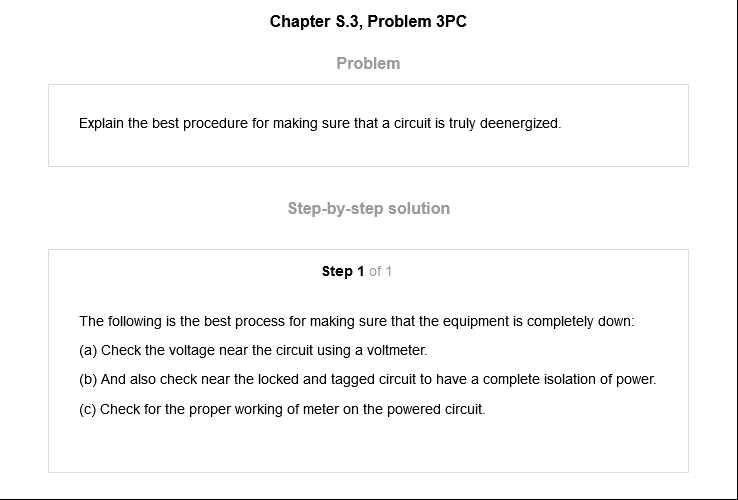 Chapter S.3, Problem 3PC
Problem
Explain the best procedure for making sure that a circuit is truly deenergized.
Step-by-step solution
Step 1 of 1
The following is the best process for making sure that the equipment is completely down:
(a) Check the voltage near the circuit using a voltmeter.
(b) And also check near the locked and tagged circuit to have a complete isolation of power.
(c) Check for the proper working of meter on the powered circuit.